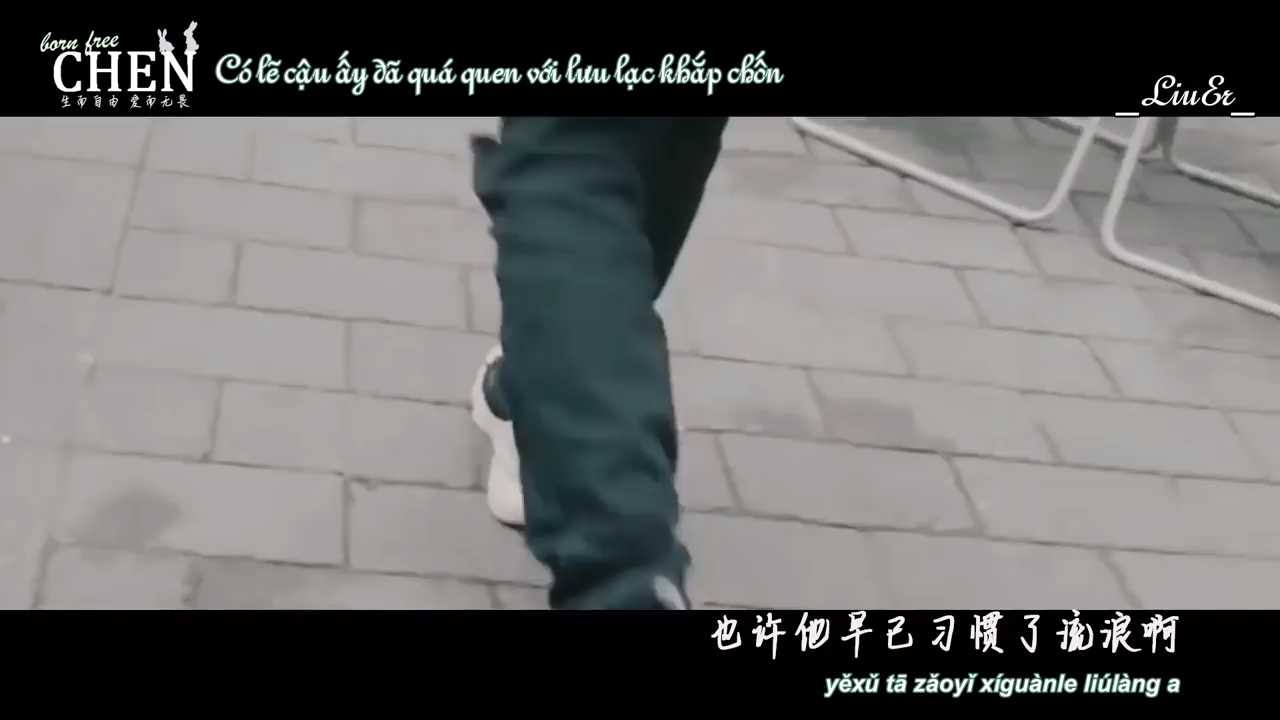 born free
CHEN
生而自由 爱而无畏
Có lẽ cậu ấy đã quá quen với lưu lạc khắp chốn
_LiuEr_
也许他早已习惯了流浪啊
yěxǔ tā zǎoyǐ xíguànle liúlàng a